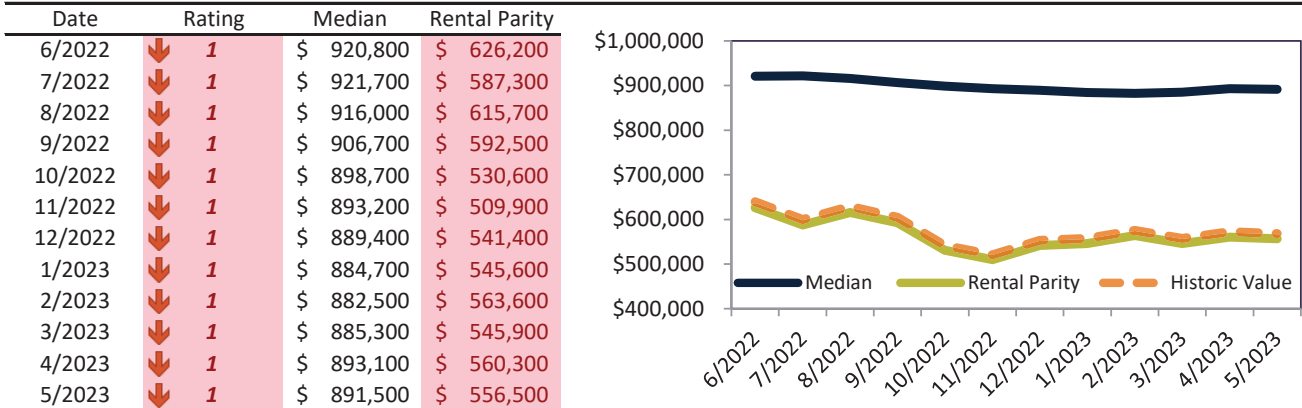 Date Rating Median Rental Parity
6/2022 1 $ 920,800 $ 626,200
7/2022 1 $ 921,700 $ 587,300
8/2022 1 $ 916,000 $ 615,700
9/2022 1 $ 906,700 $ 592,500
10/2022 1 $ 898,700 $ 530,600
11/2022 1 $ 893,200 $ 509,900
12/2022 1 $ 889,400 $ 541,400
1/2023 1 $ 884,700 $ 545,600
2/2023 1 $ 882,500 $ 563,600
3/2023 1 $ 885,300 $ 545,900
4/2023 1 $ 893,100 $ 560,300
5/2023 1 $ 891,500 $ 556,500
$1,000,000
$900,000
$800,000
$700,000
$600,000
$500,000
$400,000
Median Rental Parity Historic Value
6/2022 7/2022 8/2022 9/2022 10/2022 11/2022 12/2022 1/2023 2/2023 3/2023 4/2023 5/2023